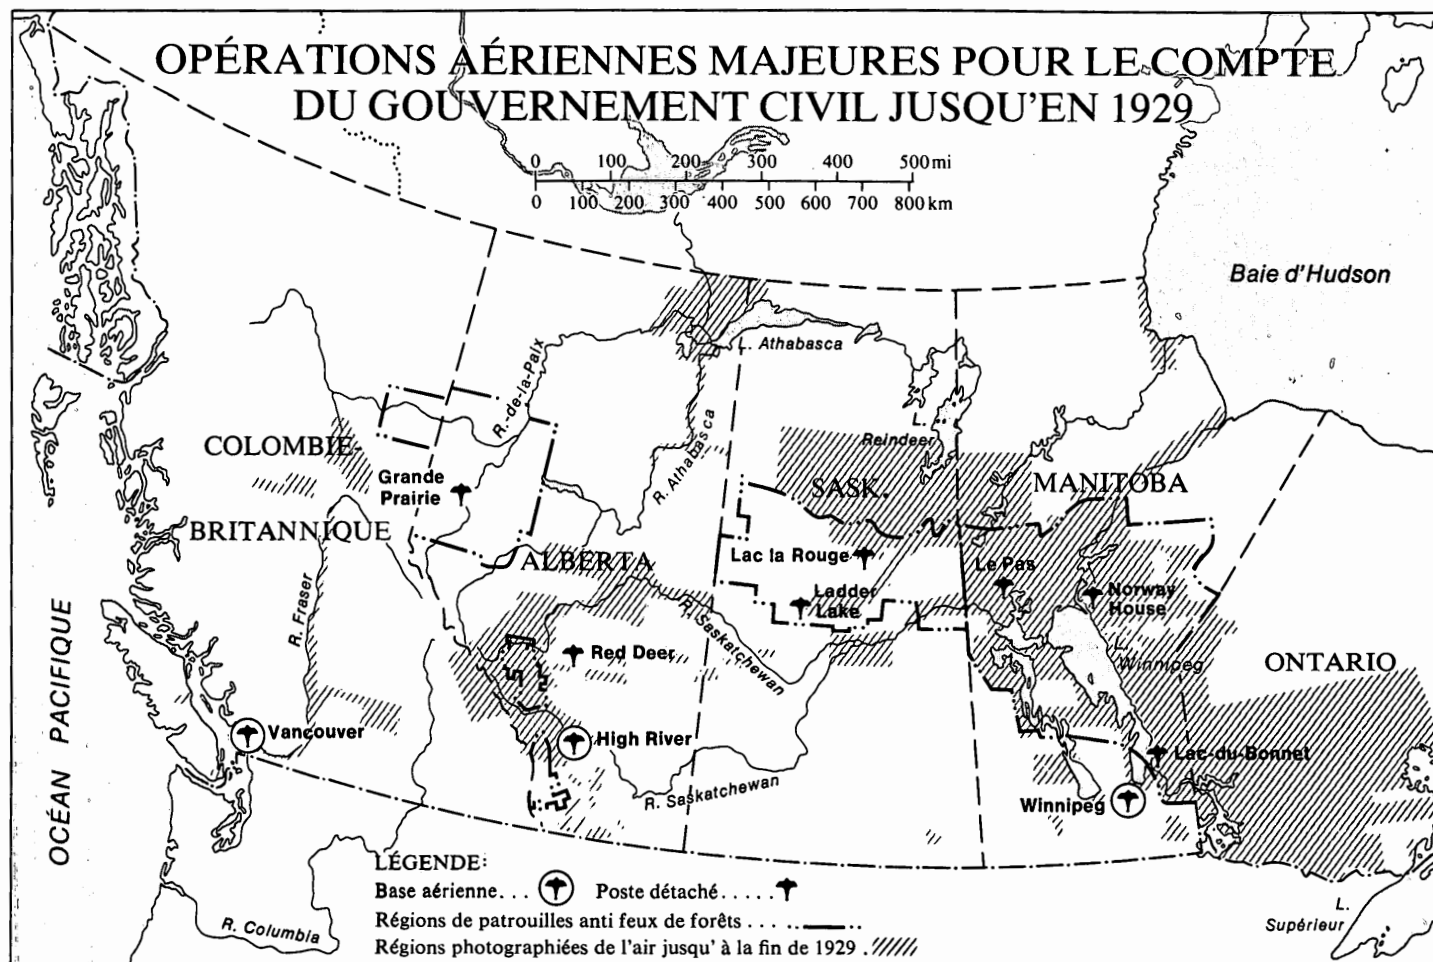 OPÉRATIONS AÉRIENNES MAJEURES POUR LE COMPTE
DU GOUVERNEMENT CIVIL JUSQU'EN 1929
0 100 200 300 400 500 mi
0 100 200 300 400 500 600 700 800 km
Baie d'Hudson
L. Athabasca
R.-de-la-Paix
R. Athabasca
L.
Reindeer
COLOMBIE-
BRITANNIQUE
Grande
Prairie
SASK.
MANITOBA
ALBERTA
Lac la Rouge
Le Pas
Ladder
Lake
Norway
House
R. Fraser
R. Saskatchewan
Red Deer
L.
Winnipeg
ONTARIO
OCÉAN PACIFIQUE
Vancouver
High River
Lac-du-Bonnet
R. Saskatchewan
Winnipeg
LÉGENDE:
Base aérienne... Poste détaché.....
Régions de patrouilles anti feux de forêts ....
Régions photographiées de l'air jusqu' à la fin de 1929 .
R. Columbia
L.
Supérieur